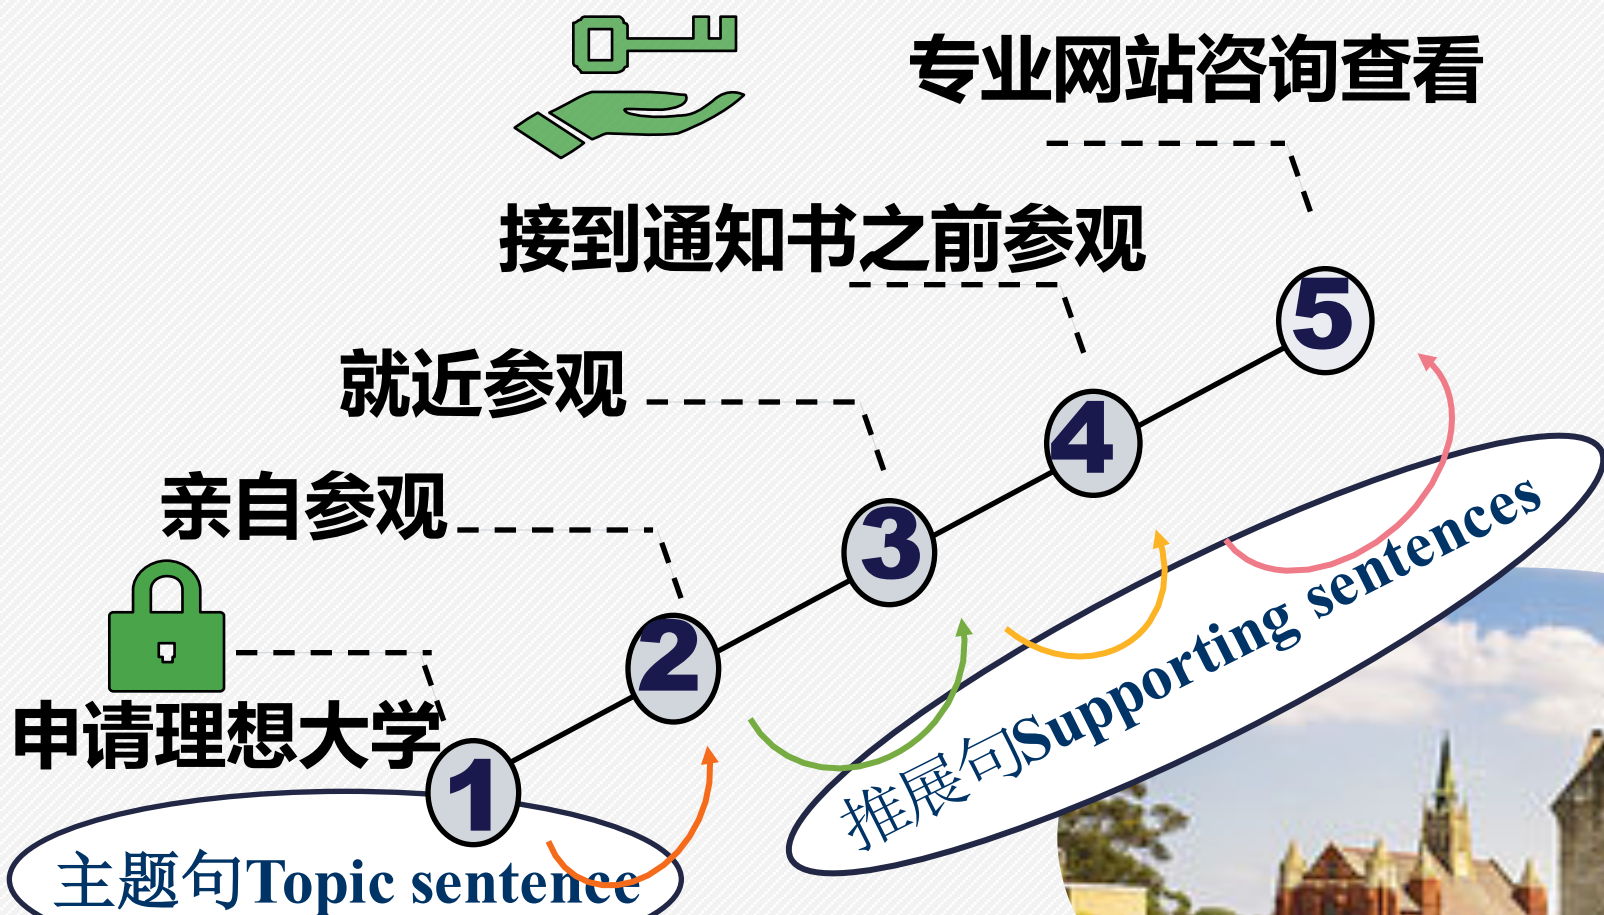 专业网站咨询查看
接到通知书之前参观
5
就近参观
4
亲自参观
3
2
申请理想大学
1
推展句Supporting sentences
主题句Topic sentence